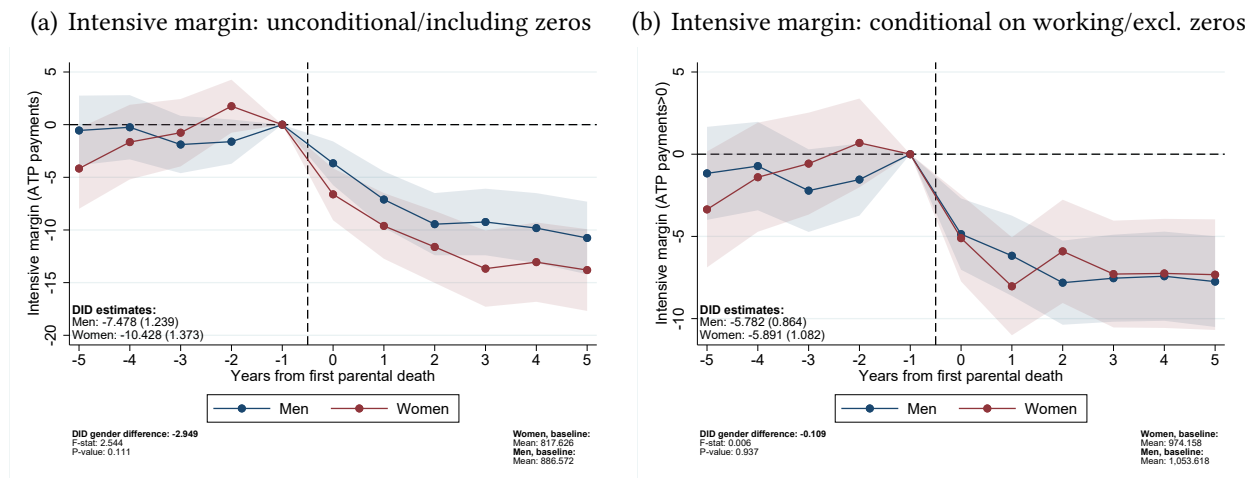 (a) Intensive margin: unconditional/including zeros
Intensive margin (ATP payments)
5
0
-5
-10
-15
-20
DID estimates:
Men: -7.478 (1.239)
Women: -10.428 (1.373)
-5 -4 -3 -2 -1 0 1 2 3 4 5
Years from first parental death
Men Women
DID gender difference: -2.949
F-stat: 2.544
P-value: 0.111
Women, baseline:
Mean: 817.626
Men, baseline:
Mean: 886.572
(b) Intensive margin: conditional on working/excl. zeros
Intensive margin (ATP payments>0)
5
0
-5
-10
DID estimates:
Men: -5.782 (0.864)
Women: -5.891 (1.082)
-5 -4 -3 -2 -1 0 1 2 3 4 5
Years from first parental death
Men Women
DID gender difference: -0.109
F-stat: 0.006
P-value: 0.937
Women, baseline:
Mean: 974.158
Men, baseline:
Mean: 1,053.618